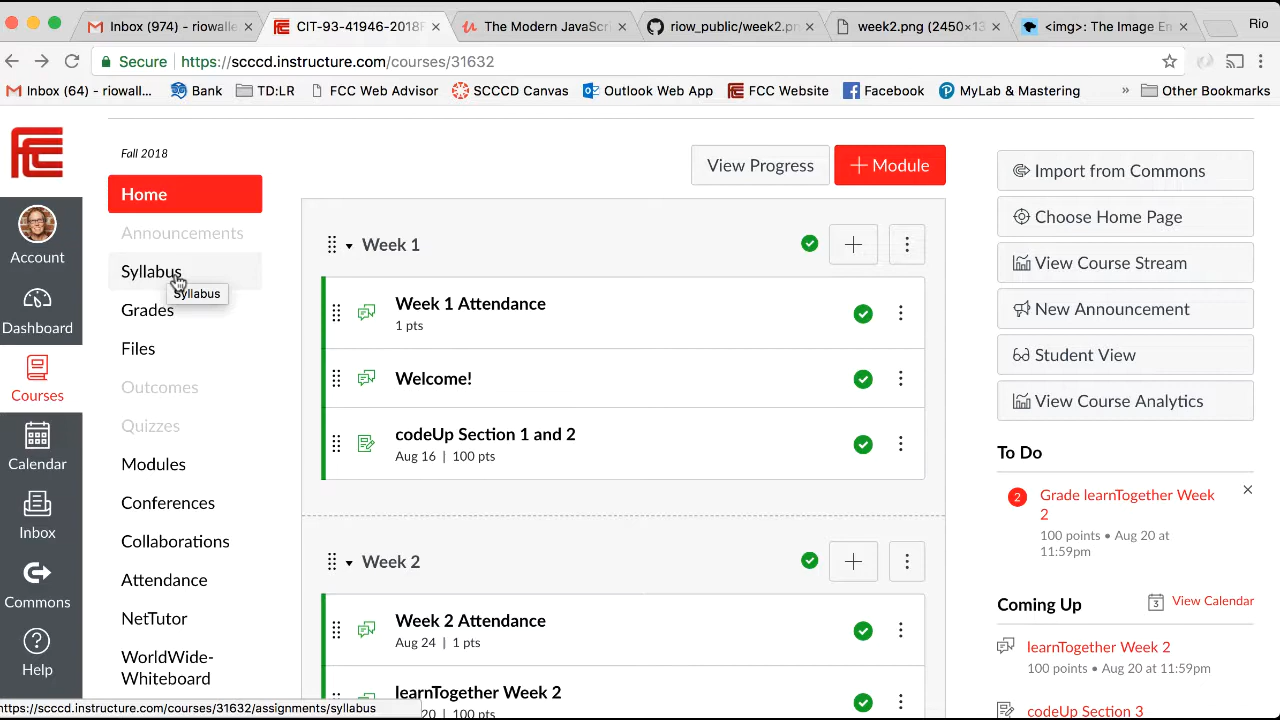 Inbox (974) - riowalle
CIT-93-41946-2018F
The Modern JavaScri
riow_public/week2.pn
week2.png (2450×13
<img>: The Image Em
Rio
Secure
https://scccd.instructure.com/courses/31632
Inbox (64) - riowall...
Bank
TD:LR
FCC Web Advisor
SCCCD Canvas
Outlook Web App
FCC Website
Facebook
MyLab & Mastering
»
Other Bookmarks
Account
Dashboard
Courses
Calendar
Inbox
Commons
Help
Fall 2018
Home
Announcements
Syllabus
Syllabus
Grades
Files
Outcomes
Quizzes
Modules
Conferences
Collaborations
Attendance
NetTutor
WorldWide-
Whiteboard
View Progress
+ Module
Week 1
Week 1 Attendance
1 pts
Welcome!
codeUp Section 1 and 2
Aug 16 | 100 pts
Week 2
Week 2 Attendance
Aug 24 | 1 pts
learnTogether Week 2
20 | 100 pts
Import from Commons
Choose Home Page
View Course Stream
New Announcement
Student View
View Course Analytics
To Do
2
Grade learnTogether Week
2
100 points • Aug 20 at
11:59pm
Coming Up
3
View Calendar
learnTogether Week 2
100 points • Aug 20 at 11:59pm
codeUp Section 3
https://scccd.instructure.com/courses/31632/assignments/syllabus